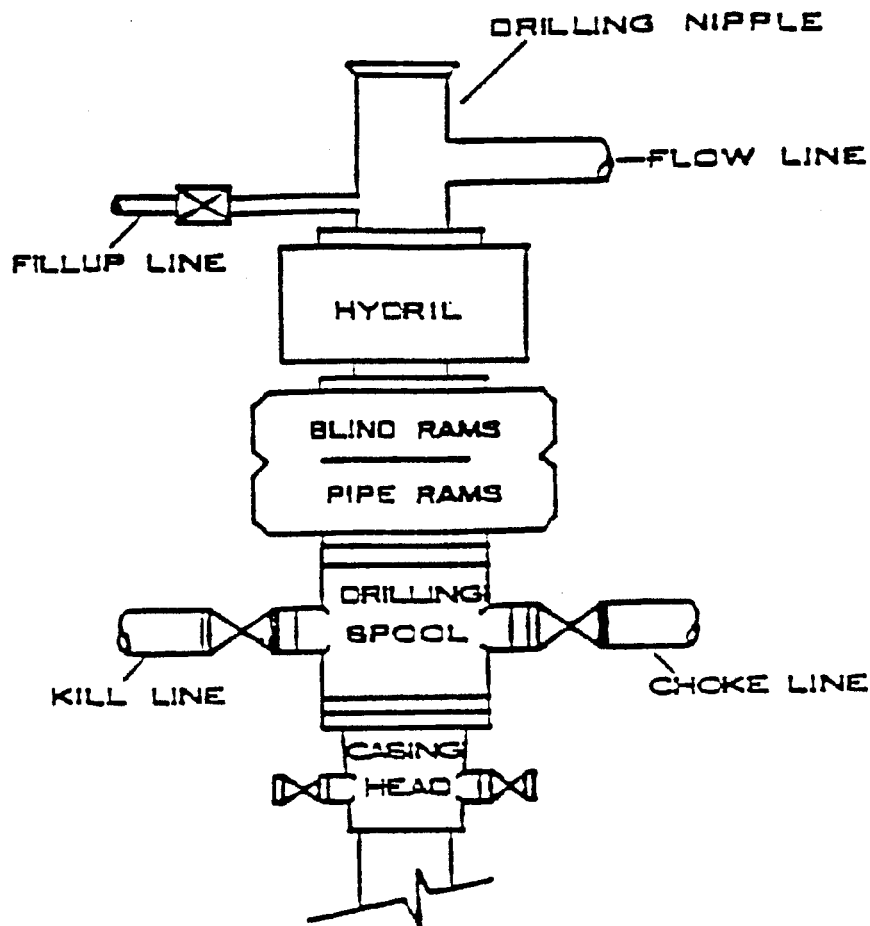 DRILLING NIPPLE
FLOW LINE
FILLUP LINE
HYDRIL
BLIND RAMS
PIPE RAMS
DRILLING
SPOOL
KILL LINE
CHOKE LINE
CASING
HEAD